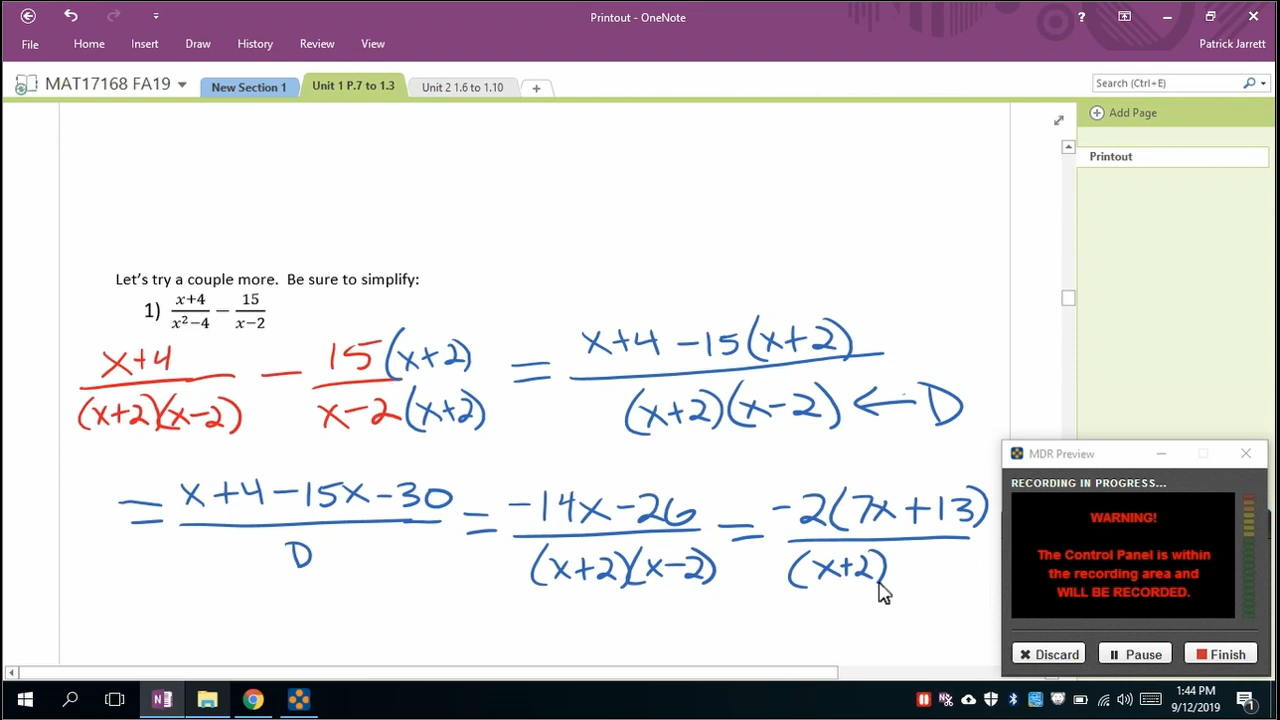 Printout - OneNote
?
File Home Insert Draw History Review View Patrick Jarrett
MAT17168 FA19 New Section 1 Unit 1 P.7 to 1.3 Unit 2 1.6 to 1.10 + Search (Ctrl+E)
Add Page
Printout
Let's try a couple more. Be sure to simplify:
1) (x+4)/(x²−4) − 15/(x−2)
(x+4)/((x+2)(x−2)) − 15(x+2)/(x−2(x+2)) = (x+4−15(x+2))/((x+2)(x−2)) ← D
= (x+4−15x−30)/D = (−14x−26)/((x+2)(x−2)) = −2(7x+13)/(x+2)
MDR Preview
RECORDING IN PROGRESS...
WARNING!
The Control Panel is within
the recording area and
WILL BE RECORDED.
Discard Pause Finish
1:44 PM
9/12/2019
1